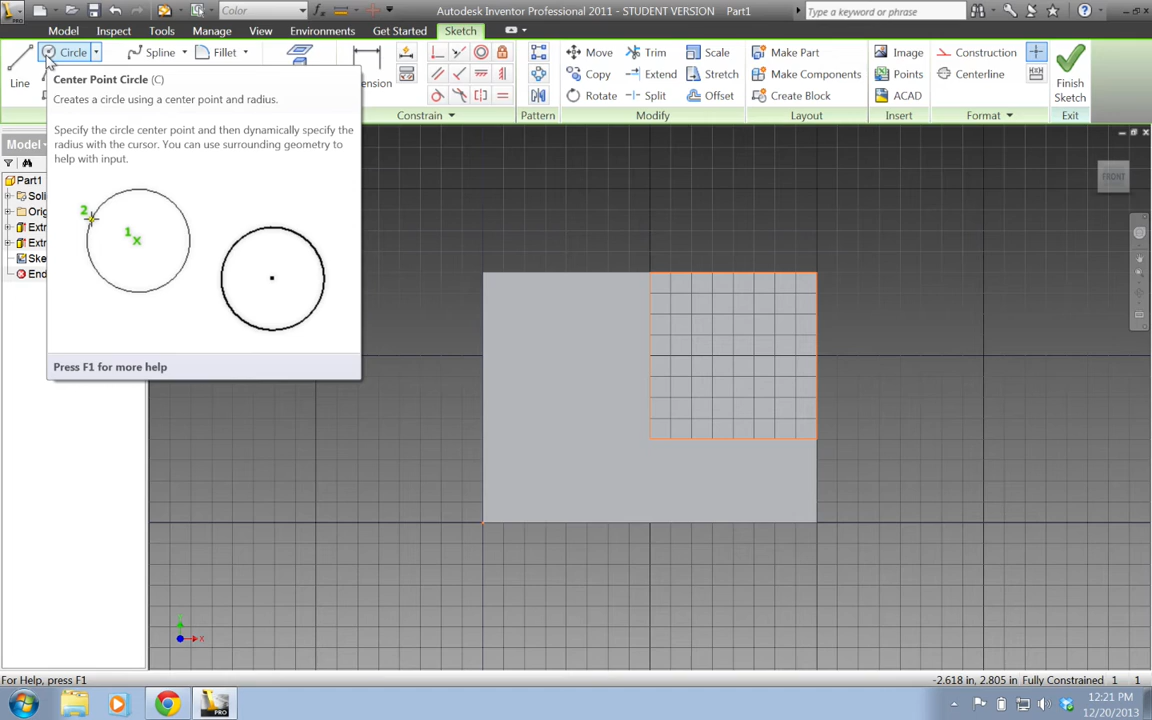 Color
Autodesk Inventor Professional 2011 - STUDENT VERSION Part1
Type a keyword or phrase
PRO
Model Inspect Tools Manage View Environments Get Started Sketch
Line
Circle
Spline
Fillet
Constrain
Pattern
Move
Copy
Rotate
Trim
Extend
Split
Scale
Stretch
Offset
Modify
Make Part
Make Components
Create Block
Layout
Image
Points
ACAD
Insert
Construction
Centerline
Format
Finish
Sketch
Exit
Center Point Circle (C)
Creates a circle using a center point and radius.
Specify the circle center point and then dynamically specify the
radius with the cursor. You can use surrounding geometry to
help with input.
2
1
Press F1 for more help
Model
Part1
FRONT
x
For Help, press F1
-2.618 in, 2.805 in Fully Constrained 1 1
PRO
12:21 PM
12/20/2013